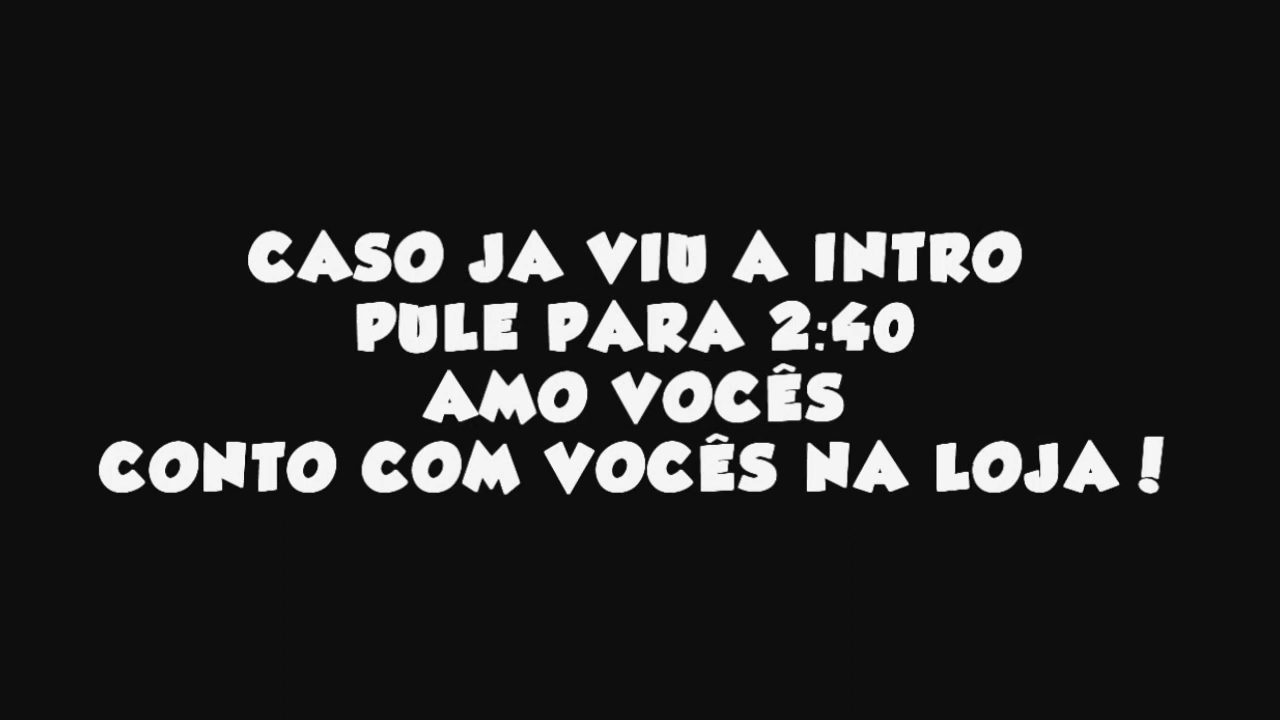 CASO JA VIU A INTRO
PULE PARA 2:40
AMO VOCÊS
CONTO COM VOCÊS NA LOJA!